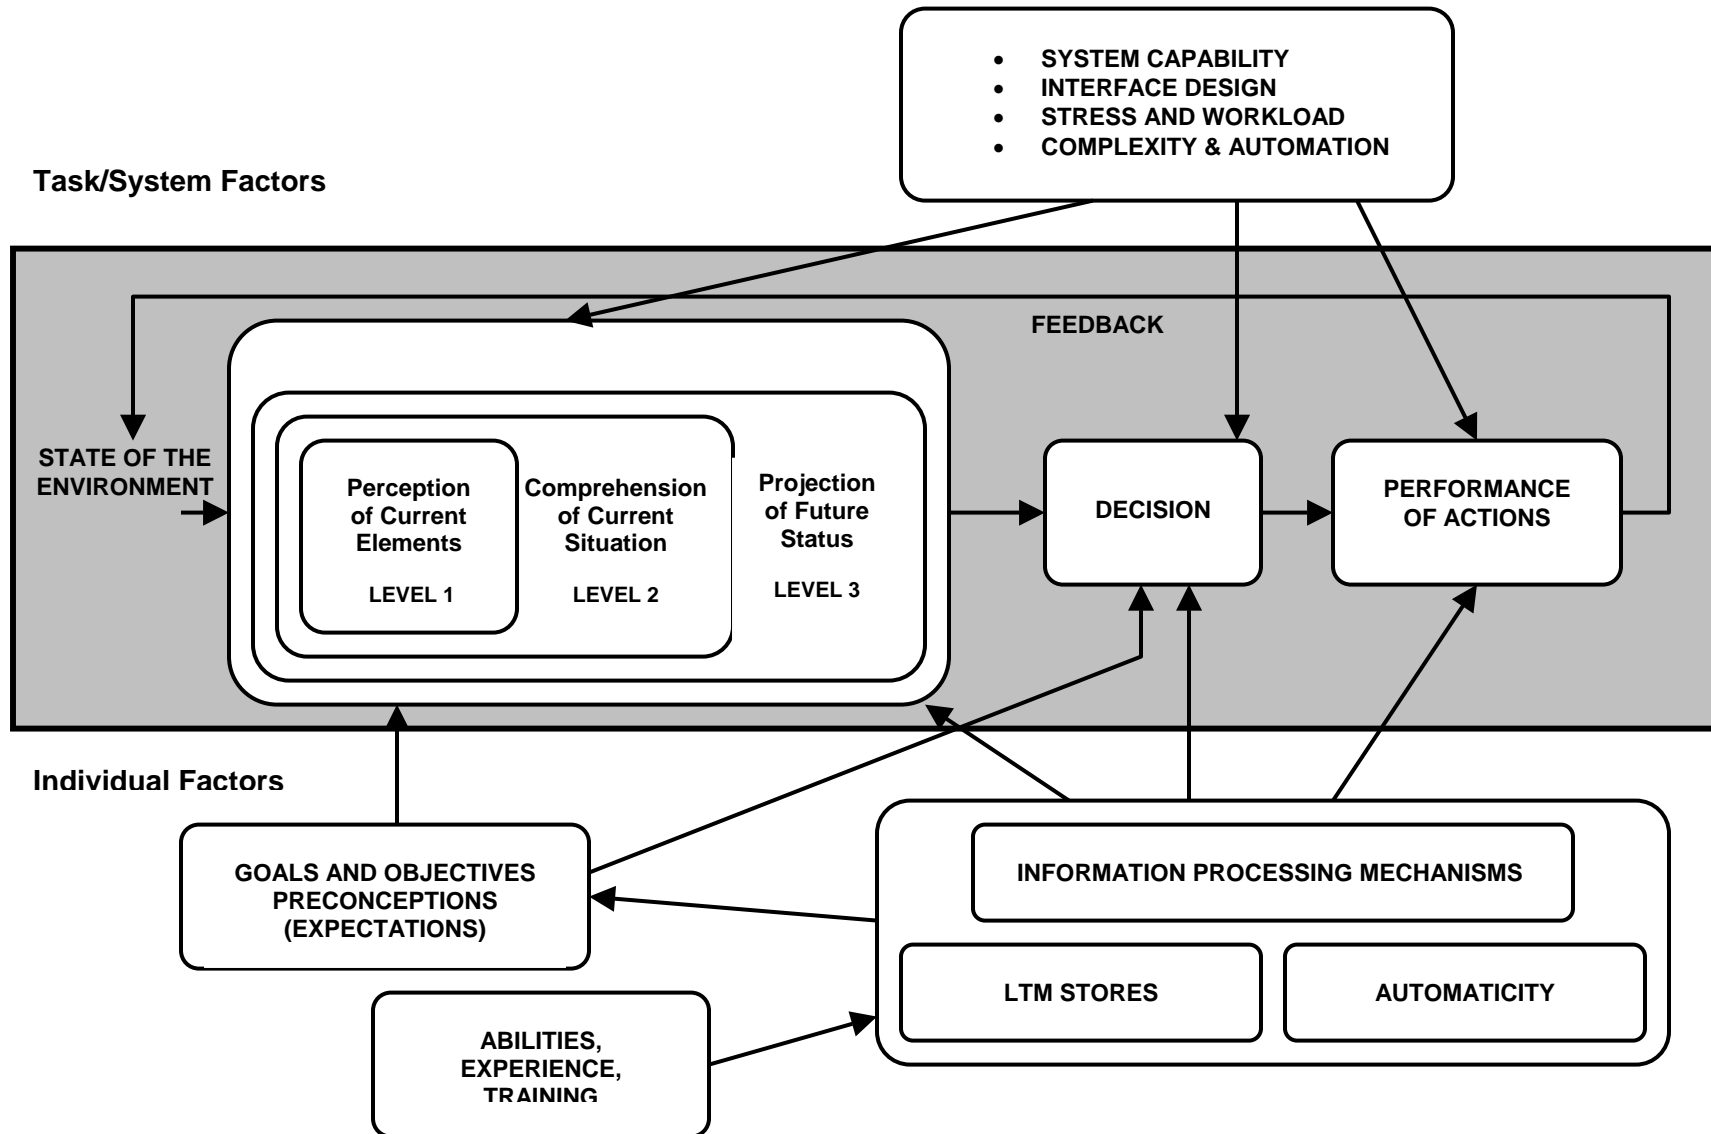 • SYSTEM CAPABILITY
• INTERFACE DESIGN
• STRESS AND WORKLOAD
• COMPLEXITY & AUTOMATION
Task/System Factors
FEEDBACK
STATE OF THE
ENVIRONMENT
Perception
of Current
Elements
LEVEL 1
Comprehension
of Current
Situation
LEVEL 2
Projection
of Future
Status
LEVEL 3
DECISION
PERFORMANCE
OF ACTIONS
Individual Factors
GOALS AND OBJECTIVES
PRECONCEPTIONS
(EXPECTATIONS)
INFORMATION PROCESSING MECHANISMS
LTM STORES
AUTOMATICITY
ABILITIES,
EXPERIENCE,
TRAINING